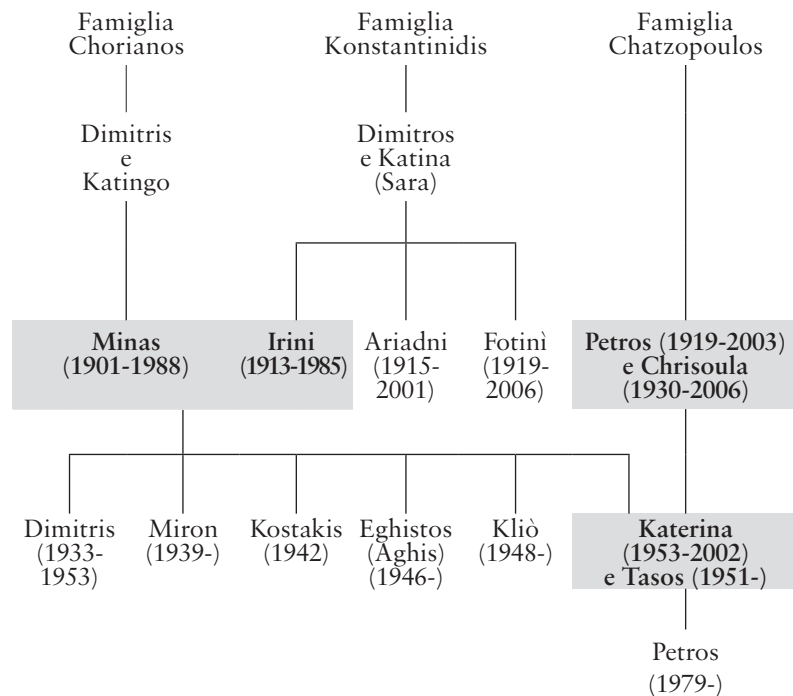 Famiglia
Chorianos
Famiglia
Konstantinidis
Famiglia
Chatzopoulos
Dimitris
e
Katingo
Dimitros
e Katina
(Sara)
Minas
(1901-1988)
Irini
(1913-1985)
Ariadni
(1915-
2001)
Fotinì
(1919-
2006)
Petros (1919-2003)
e Chrisoula
(1930-2006)
Dimitris
(1933-
1953)
Miron
(1939-)
Kostakis
(1942)
Eghistos
(Aghis)
(1946-)
Kliò
(1948-)
Katerina
(1953-2002)
e Tasos (1951-)
Petros
(1979-)